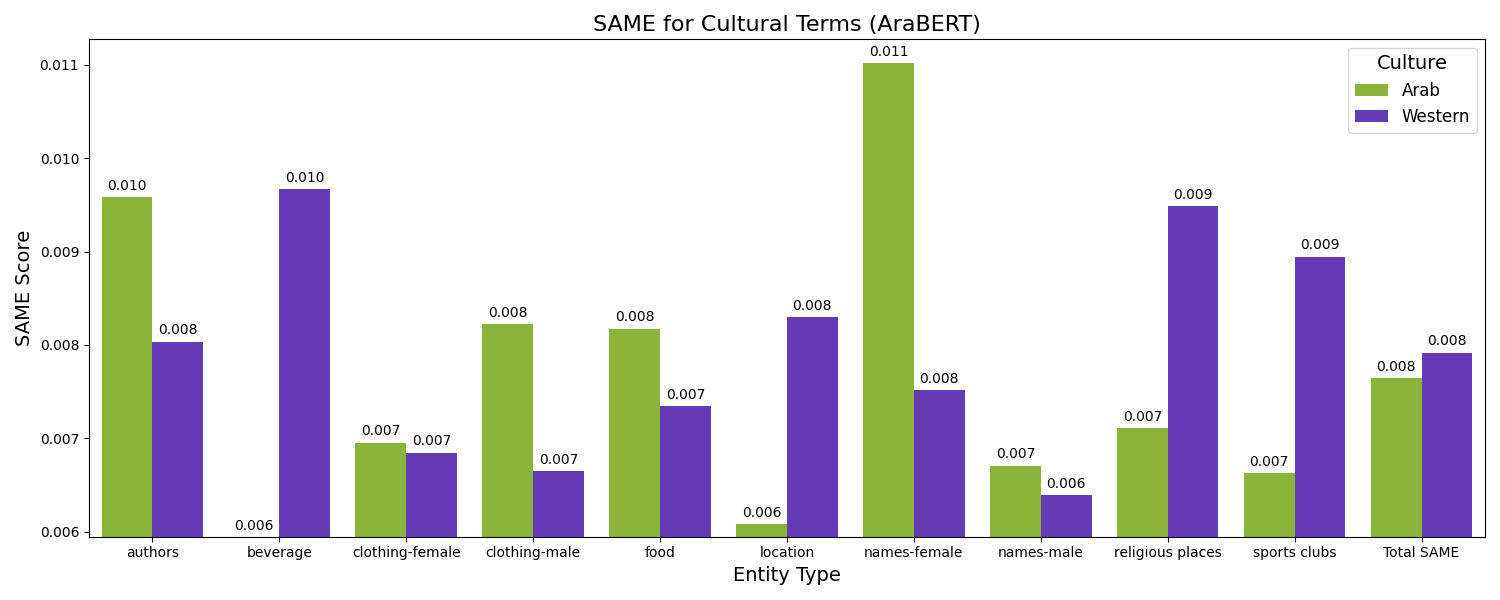 SAME for Cultural Terms (AraBERT)
SAME Score
0.011
0.010
0.009
0.008
0.007
0.006
Culture
Arab
Western
0.010
0.008
0.006
0.010
0.007
0.007
0.008
0.007
0.008
0.007
0.006
0.008
0.011
0.008
0.007
0.006
0.007
0.009
0.007
0.009
0.008
0.008
authors
beverage
clothing-female
clothing-male
food
location
names-female
names-male
religious places
sports clubs
Total SAME
Entity Type